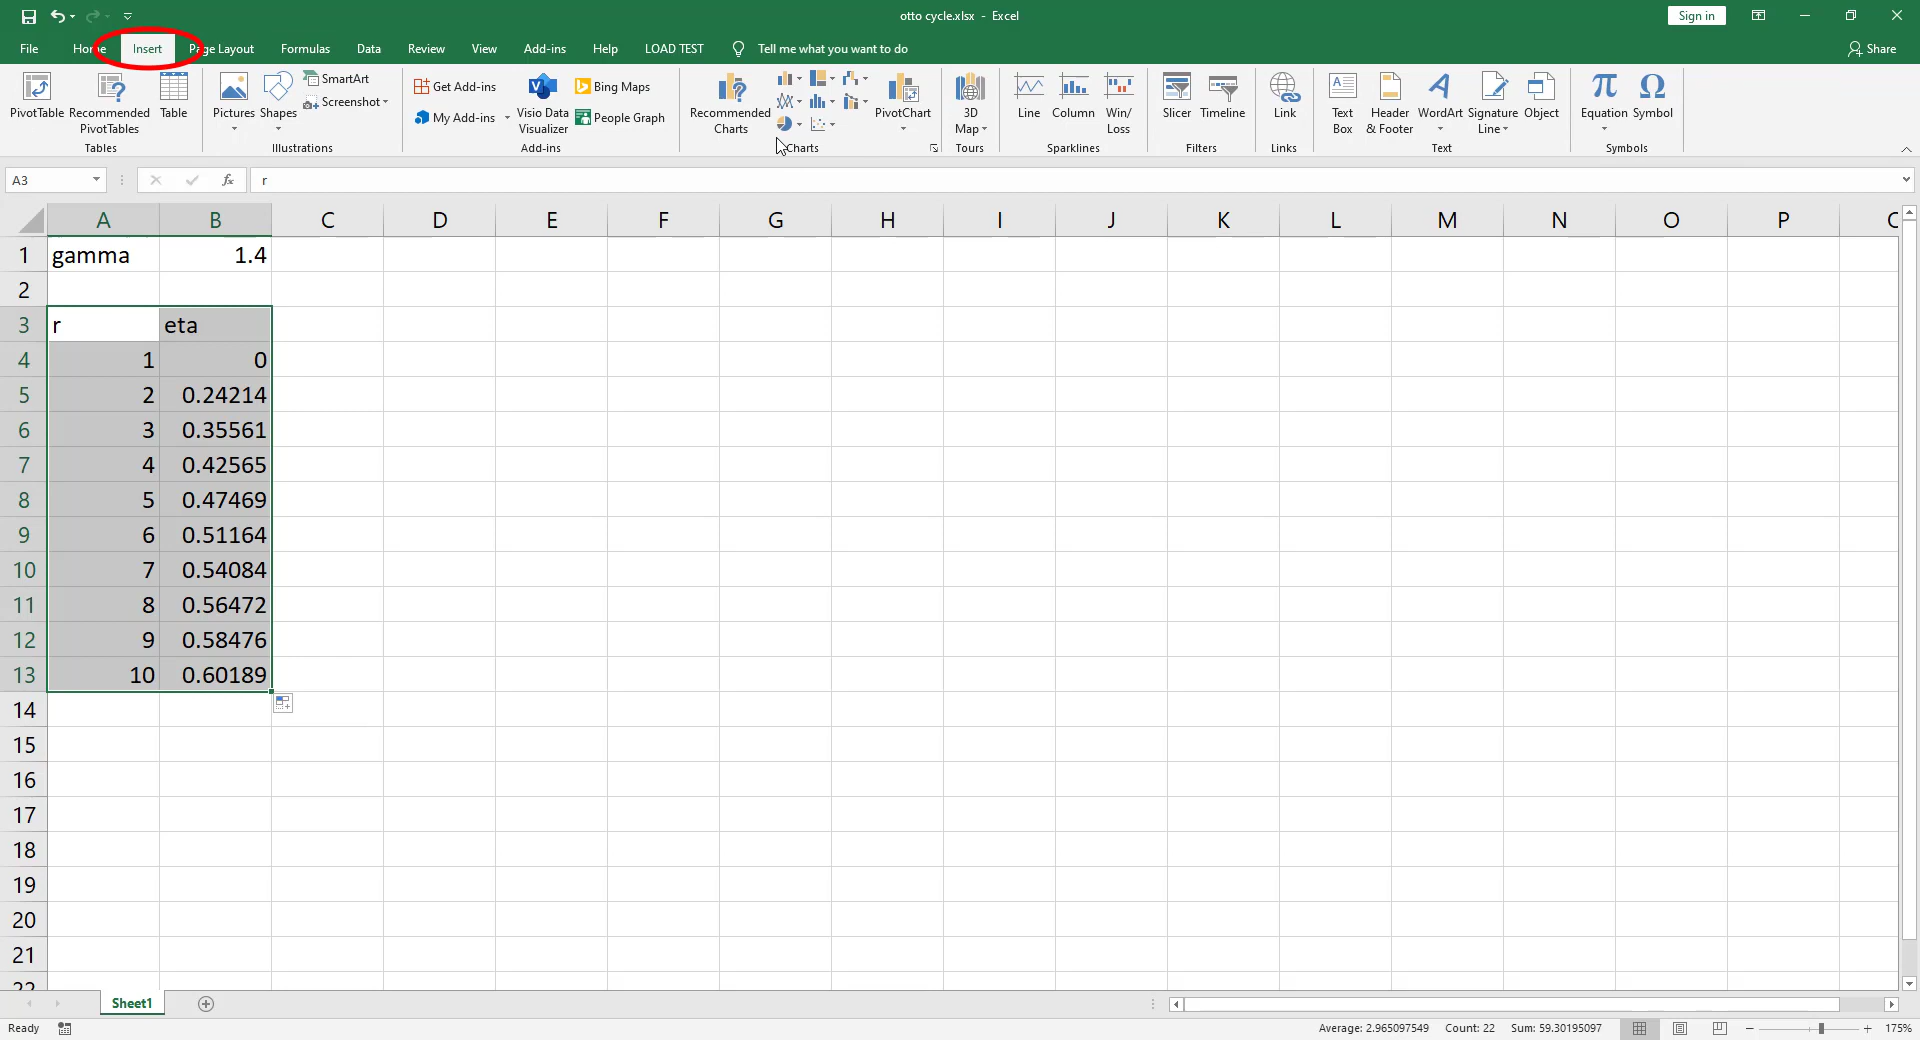 otto cycle.xlsx - Excel
Sign in
File Home Insert Page Layout Formulas Data Review View Add-ins Help LOAD TEST Tell me what you want to do Share
PivotTable Recommended PivotTables Table
Tables
Pictures Shapes SmartArt Screenshot
Illustrations
Get Add-ins My Add-ins Visio Data Visualizer Bing Maps People Graph
Add-ins
Recommended Charts PivotChart
Charts
3D Map
Tours
Line Column Win/ Loss
Sparklines
Slicer Timeline
Filters
Link
Links
Text Box Header & Footer WordArt Signature Line Object
Text
Equation Symbol
Symbols
A3 fx r
A B C D E F G H I J K L M N O P
1 gamma 1.4
2
3 r eta
4 1 0
5 2 0.24214
6 3 0.35561
7 4 0.42565
8 5 0.47469
9 6 0.51164
10 7 0.54084
11 8 0.56472
12 9 0.58476
13 10 0.60189
14
15
16
17
18
19
20
21
22
Sheet1
Ready Average: 2.965097549 Count: 22 Sum: 59.30195097 175%